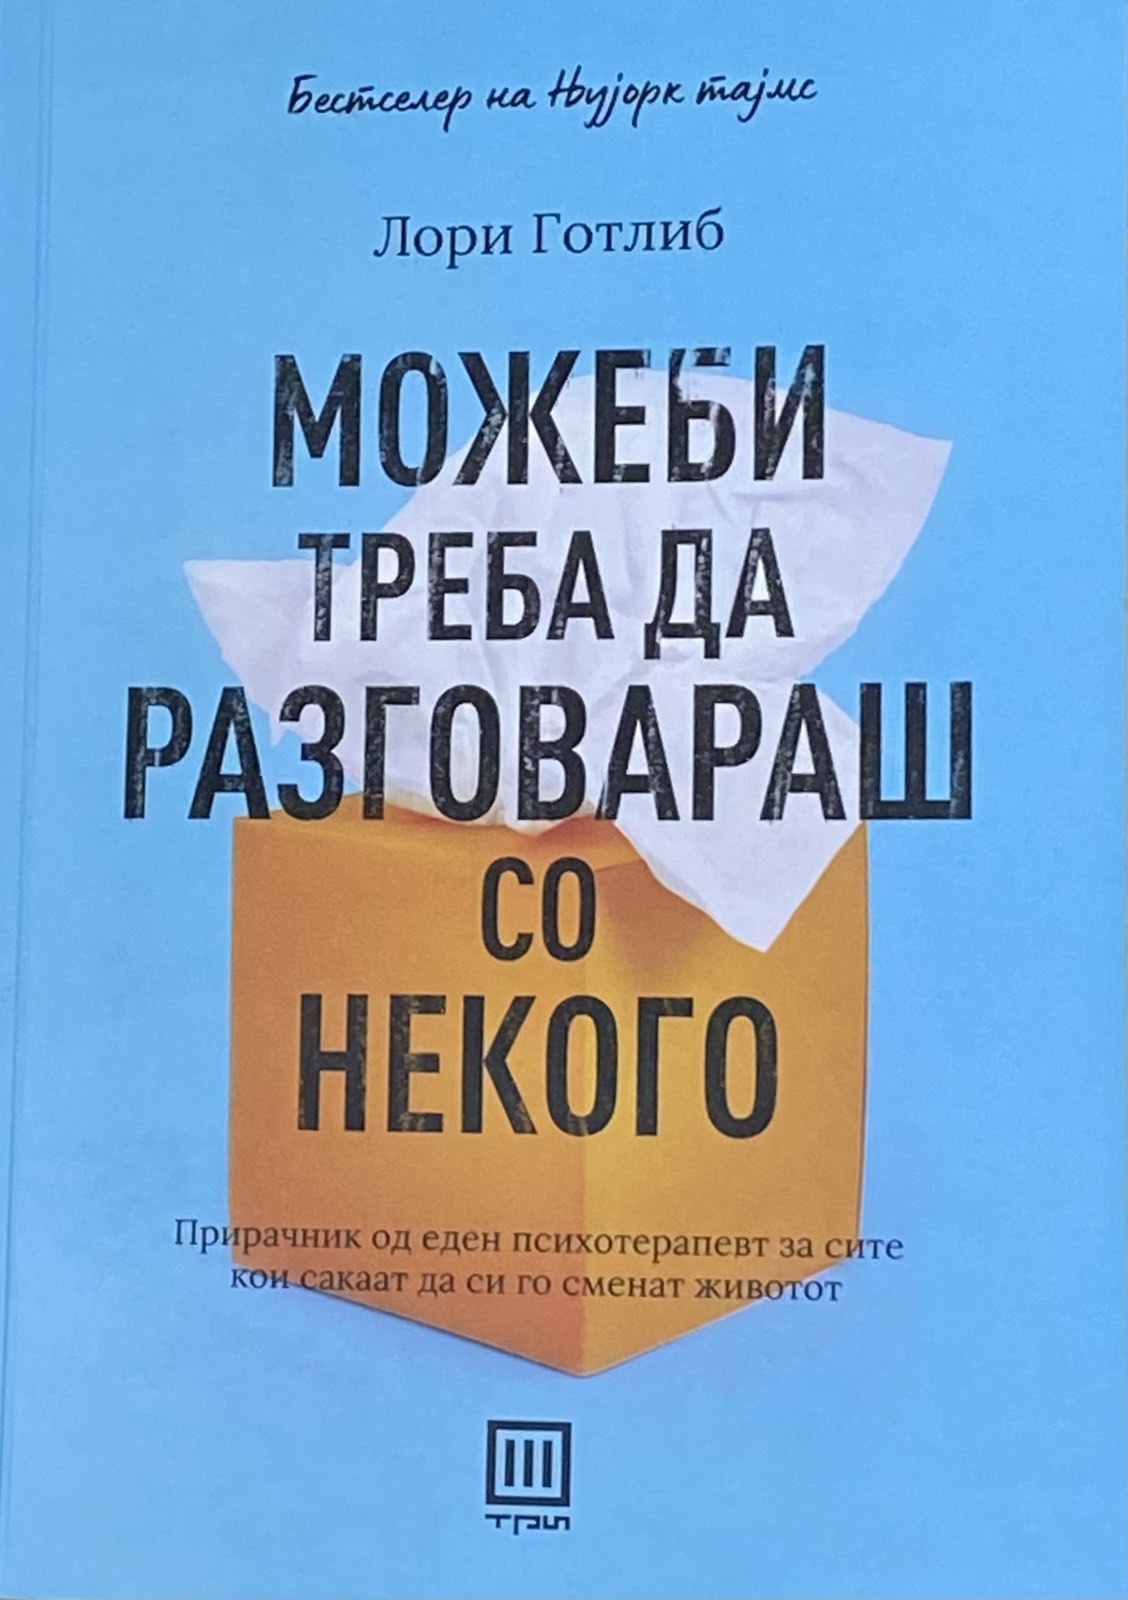 Бестселер на Њујорк тајмс
Лори Готлиб
МОЖЕБИ
ТРЕБА ДА
РАЗГОВАРАШ
СО
НЕКОГО
Прирачник од еден психотерапевт за сите
кои сакаат да си го сменат животот
три